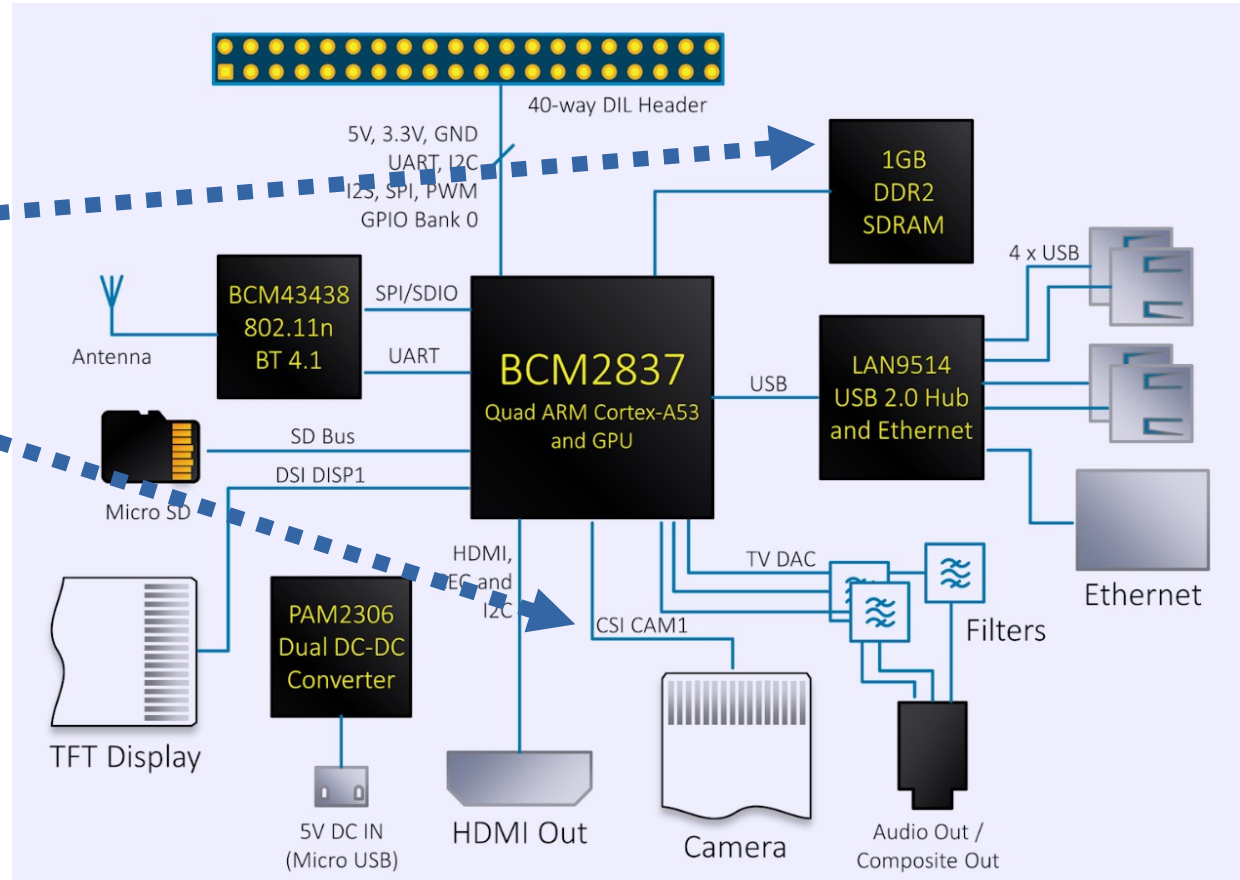 40-way DIL Header
5V, 3.3V, GND
UART, I2C
I2S, SPI, PWM
GPIO Bank 0
1GB
DDR2
SDRAM
4 x USB
BCM43438
802.11n
BT 4.1
Antenna
SPI/SDIO
UART
BCM2837
Quad ARM Cortex-A53
and GPU
USB
LAN9514
USB 2.0 Hub
and Ethernet
SD Bus
DSI DISP1
Micro SD
HDMI,
EC and
I2C
TV DAC
Ethernet
Filters
PAM2306
Dual DC-DC
Converter
CSI CAM1
TFT Display
5V DC IN
(Micro USB)
HDMI Out
Camera
Audio Out /
Composite Out